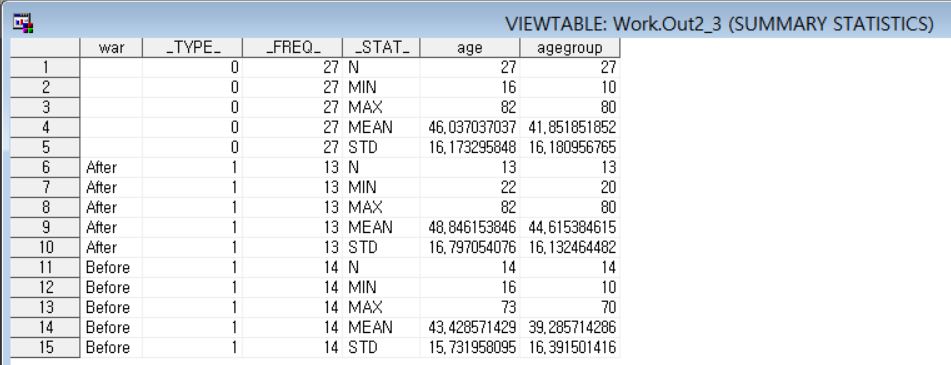 VIEWTABLE: Work.Out2_3 (SUMMARY STATISTICS)
war _TYPE_ _FREQ_ _STAT_ age agegroup
1 0 27 N 27 27
2 0 27 MIN 16 10
3 0 27 MAX 82 80
4 0 27 MEAN 46,037037037 41,851851852
5 0 27 STD 16,173295848 16,180956765
6 After 1 13 N 13 13
7 After 1 13 MIN 22 20
8 After 1 13 MAX 82 80
9 After 1 13 MEAN 48,846153846 44,615384615
10 After 1 13 STD 16,797054076 16,132464482
11 Before 1 14 N 14 14
12 Before 1 14 MIN 16 10
13 Before 1 14 MAX 73 70
14 Before 1 14 MEAN 43,428571429 39,285714286
15 Before 1 14 STD 15,731958095 16,391501416